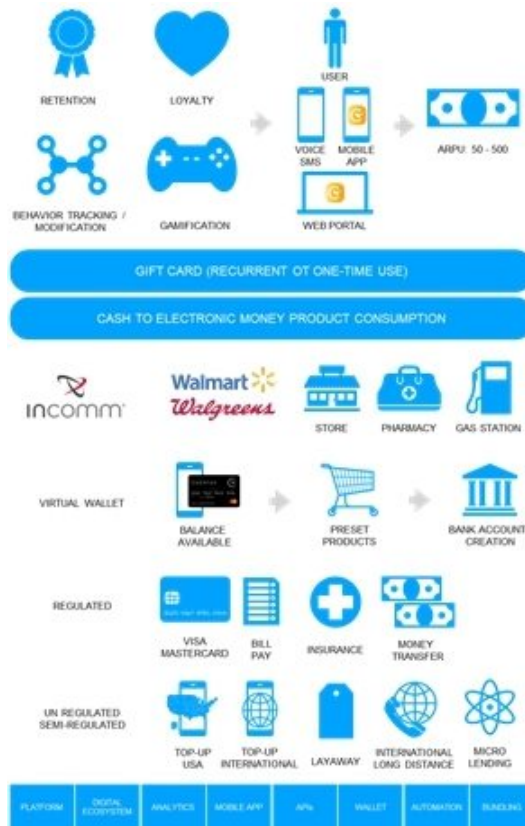 RETENTION
LOYALTY
USER
VOICE
SMS
MOBILE
APP
ARPU: 50 - 500
BEHAVIOR TRACKING /
MODIFICATION
GAMIFICATION
WEB PORTAL
GIFT CARD (RECURRENT OT ONE-TIME USE)
CASH TO ELECTRONIC MONEY PRODUCT CONSUMPTION
incomm
Walmart
Walgreens
STORE
PHARMACY
GAS STATION
VIRTUAL WALLET
BALANCE
AVAILABLE
PRESET
PRODUCTS
BANK ACCOUNT
CREATION
REGULATED
VISA
MASTERCARD
BILL
PAY
INSURANCE
MONEY
TRANSFER
UN REGULATED
SEMI-REGULATED
TOP-UP
USA
TOP-UP
INTERNATIONAL
LAYAWAY
INTERNATIONAL
LONG DISTANCE
MICRO
LENDING
PLATFORM
DIGITAL
ECOSYSTEM
ANALYTICS
MOBILE APP
APIs
WALLET
AUTOMATION
BUNDLING